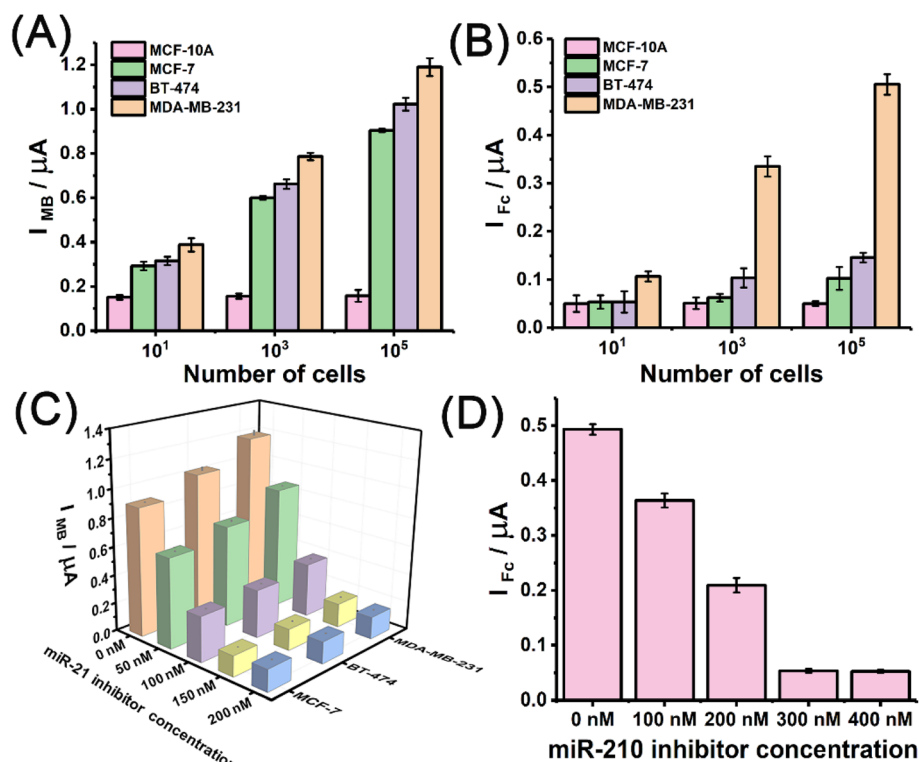 (A)
MCF-10A
MCF-7
BT-474
MDA-MB-231
1.2
1.0
0.8
0.6
0.4
0.2
0.0
I MB / μA
10¹ 10³ 10⁵
Number of cells
(B)
MCF-10A
MCF-7
BT-474
MDA-MB-231
0.6
0.5
0.4
0.3
0.2
0.1
0.0
I Fc / μA
10¹ 10³ 10⁵
Number of cells
(C)
1.4
1.2
1.0
0.8
0.6
0.4
0.2
0.0
I MB / μA
0 nM
50 nM
100 nM
150 nM
200 nM
miR-21 inhibitor concentration
MCF-7
BT-474
MDA-MB-231
(D)
0.5
0.4
0.3
0.2
0.1
0.0
I Fc / μA
0 nM 100 nM 200 nM 300 nM 400 nM
miR-210 inhibitor concentration